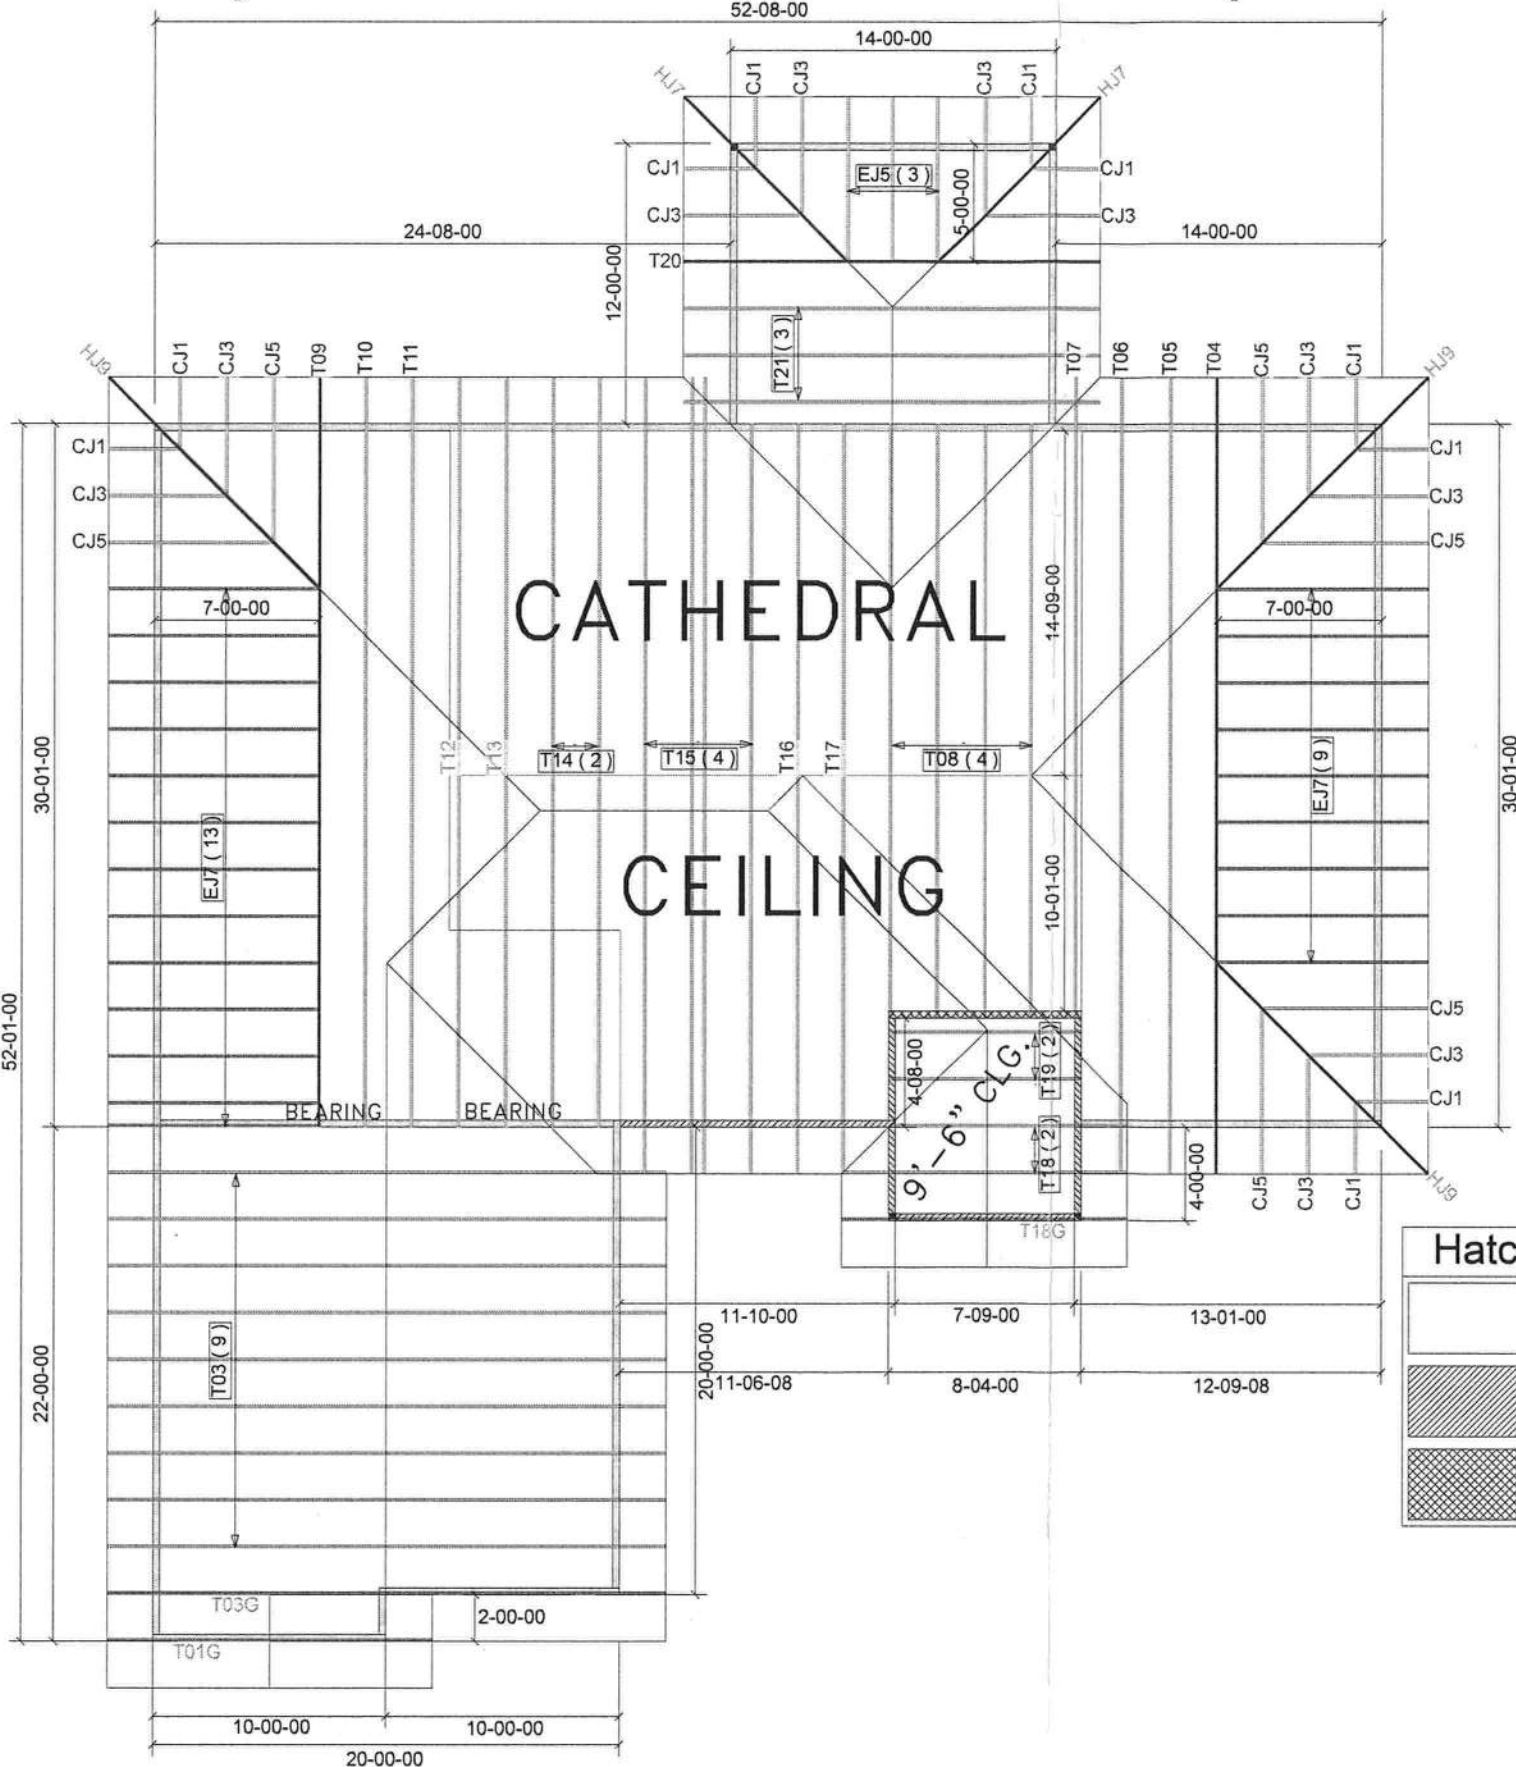 52-08-00
14-00-00
HJ7
CJ1
CJ3
CJ3
CJ1
HJ7
CJ1
EJ5 ( 3 )
5-00-00
CJ1
CJ3
CJ3
24-08-00
14-00-00
12-00-00
T20
T21 ( 3 )
HJ9
CJ1
CJ3
CJ5
T09
T10
T11
T07
T06
T05
T04
CJ5
CJ3
CJ1
HJ9
CJ1
CJ1
CJ3
CJ3
CJ5
CJ5
7-00-00
CATHEDRAL
14-09-00
7-00-00
30-01-00
T12
T13
T14 ( 2 )
T15 ( 4 )
T16
T17
T08 ( 4 )
EJ7 ( 9 )
30-01-00
EJ7 ( 13 )
CEILING
10-01-00
52-01-00
CJ5
4-08-00
9'-6" CLG.
T19 ( 2 )
CJ3
BEARING
BEARING
CJ1
T18 ( 2 )
4-00-00
CJ5
CJ3
CJ1
HJ9
T18G
Hatc
11-10-00
7-09-00
13-01-00
22-00-00
T03 ( 9 )
20-00-00
11-06-08
8-04-00
12-09-08
T03G
2-00-00
T01G
10-00-00
10-00-00
20-00-00